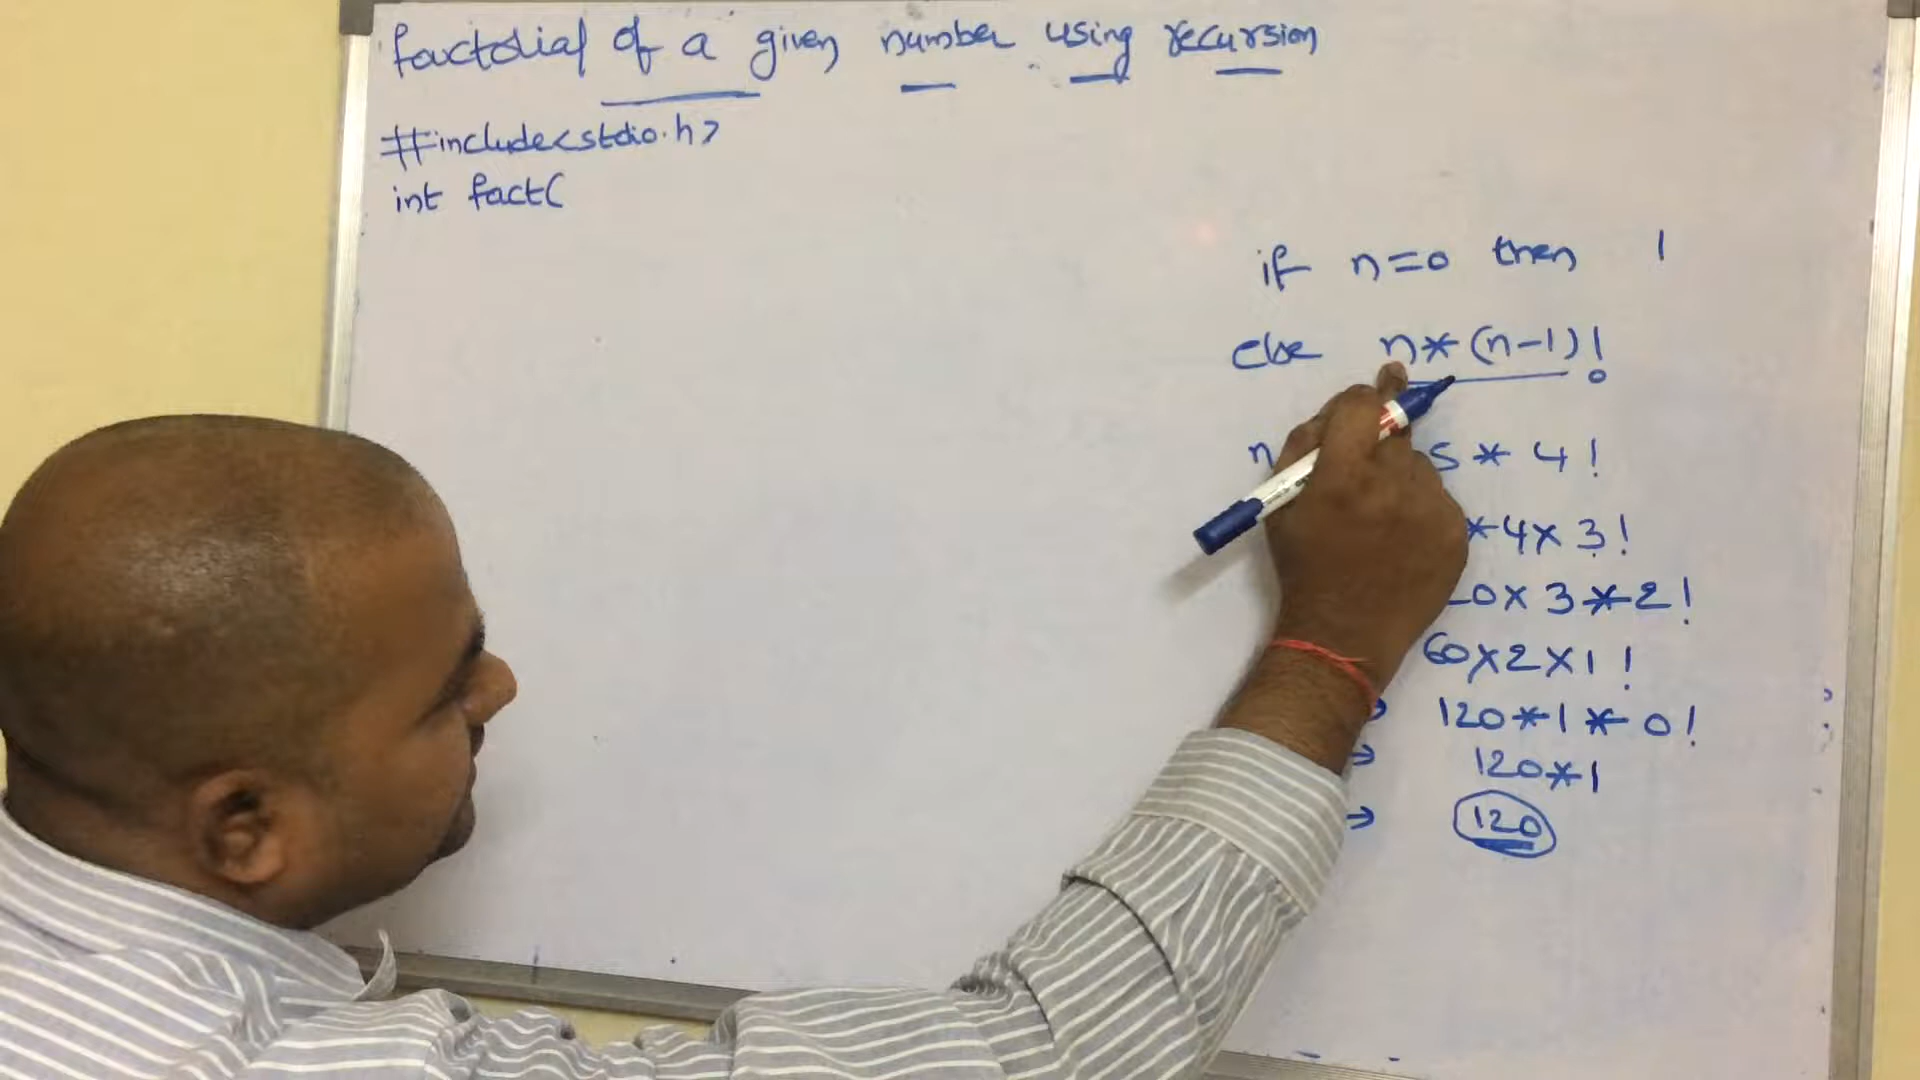 factorial of a given number using recursion
#include<stdio.h>
int fact(
if n=0 then 1
else n*(n-1)!
n 5 * 4!
*4x3!
0x3*2!
60x2x1!
→ 120*1*0!
→ 120*1
→ 120